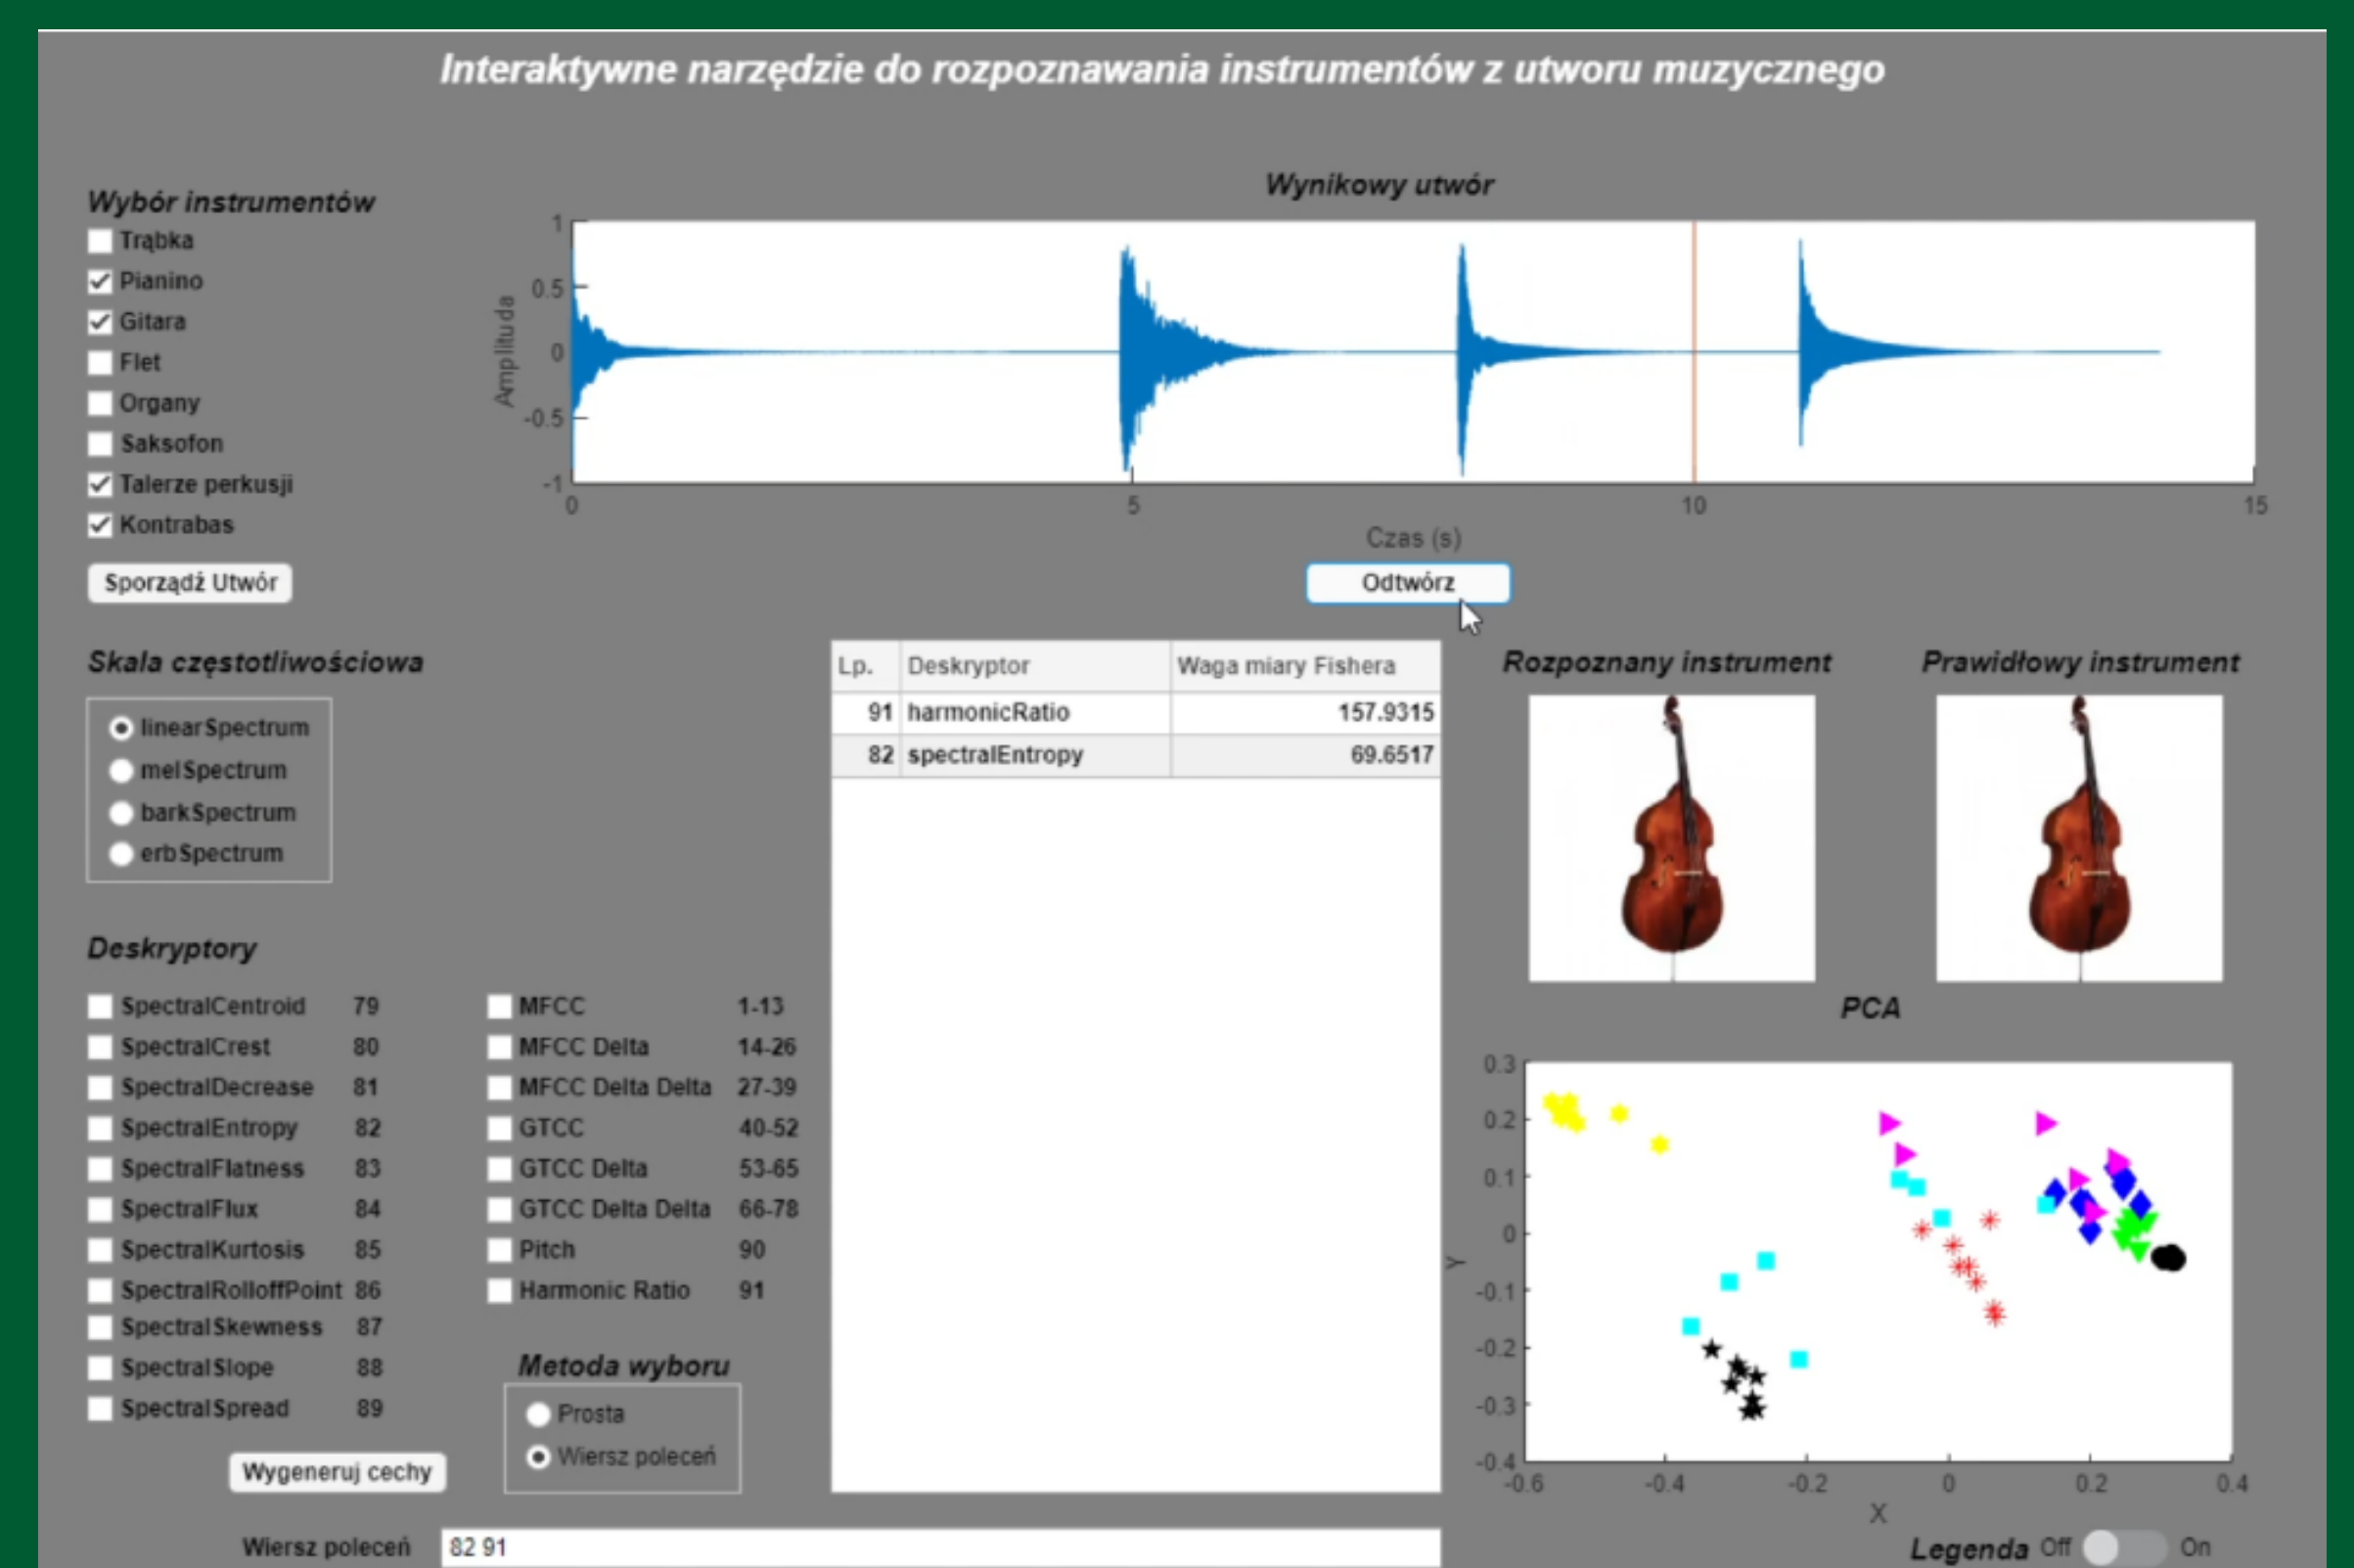 Interaktywne narzędzie do rozpoznawania instrumentów z utworu muzycznego
Wybór instrumentów
Trąbka
Pianino
Gitara
Flet
Organy
Saksofon
Talerze perkusji
Kontrabas
Sporządź Utwór
Wynikowy utwór
Amplituda
1
0.5
0
-0.5
-1
0 5 10 15
Czas (s)
Odtwórz
Skala częstotliwościowa
linearSpectrum
melSpectrum
barkSpectrum
erbSpectrum
Deskryptory
SpectralCentroid 79
SpectralCrest 80
SpectralDecrease 81
SpectralEntropy 82
SpectralFlatness 83
SpectralFlux 84
SpectralKurtosis 85
SpectralRolloffPoint 86
SpectralSkewness 87
SpectralSlope 88
SpectralSpread 89
MFCC 1-13
MFCC Delta 14-26
MFCC Delta Delta 27-39
GTCC 40-52
GTCC Delta 53-65
GTCC Delta Delta 66-78
Pitch 90
Harmonic Ratio 91
Metoda wyboru
Prosta
Wiersz poleceń
Wygeneruj cechy
Wiersz poleceń 82 91
Lp. Deskryptor Waga miary Fishera
91 harmonicRatio 157.9315
82 spectralEntropy 69.6517
Rozpoznany instrument
Prawidłowy instrument
PCA
Y
0.3
0.2
0.1
0
-0.1
-0.2
-0.3
-0.4
-0.6 -0.4 -0.2 0 0.2 0.4
X
Legenda Off On